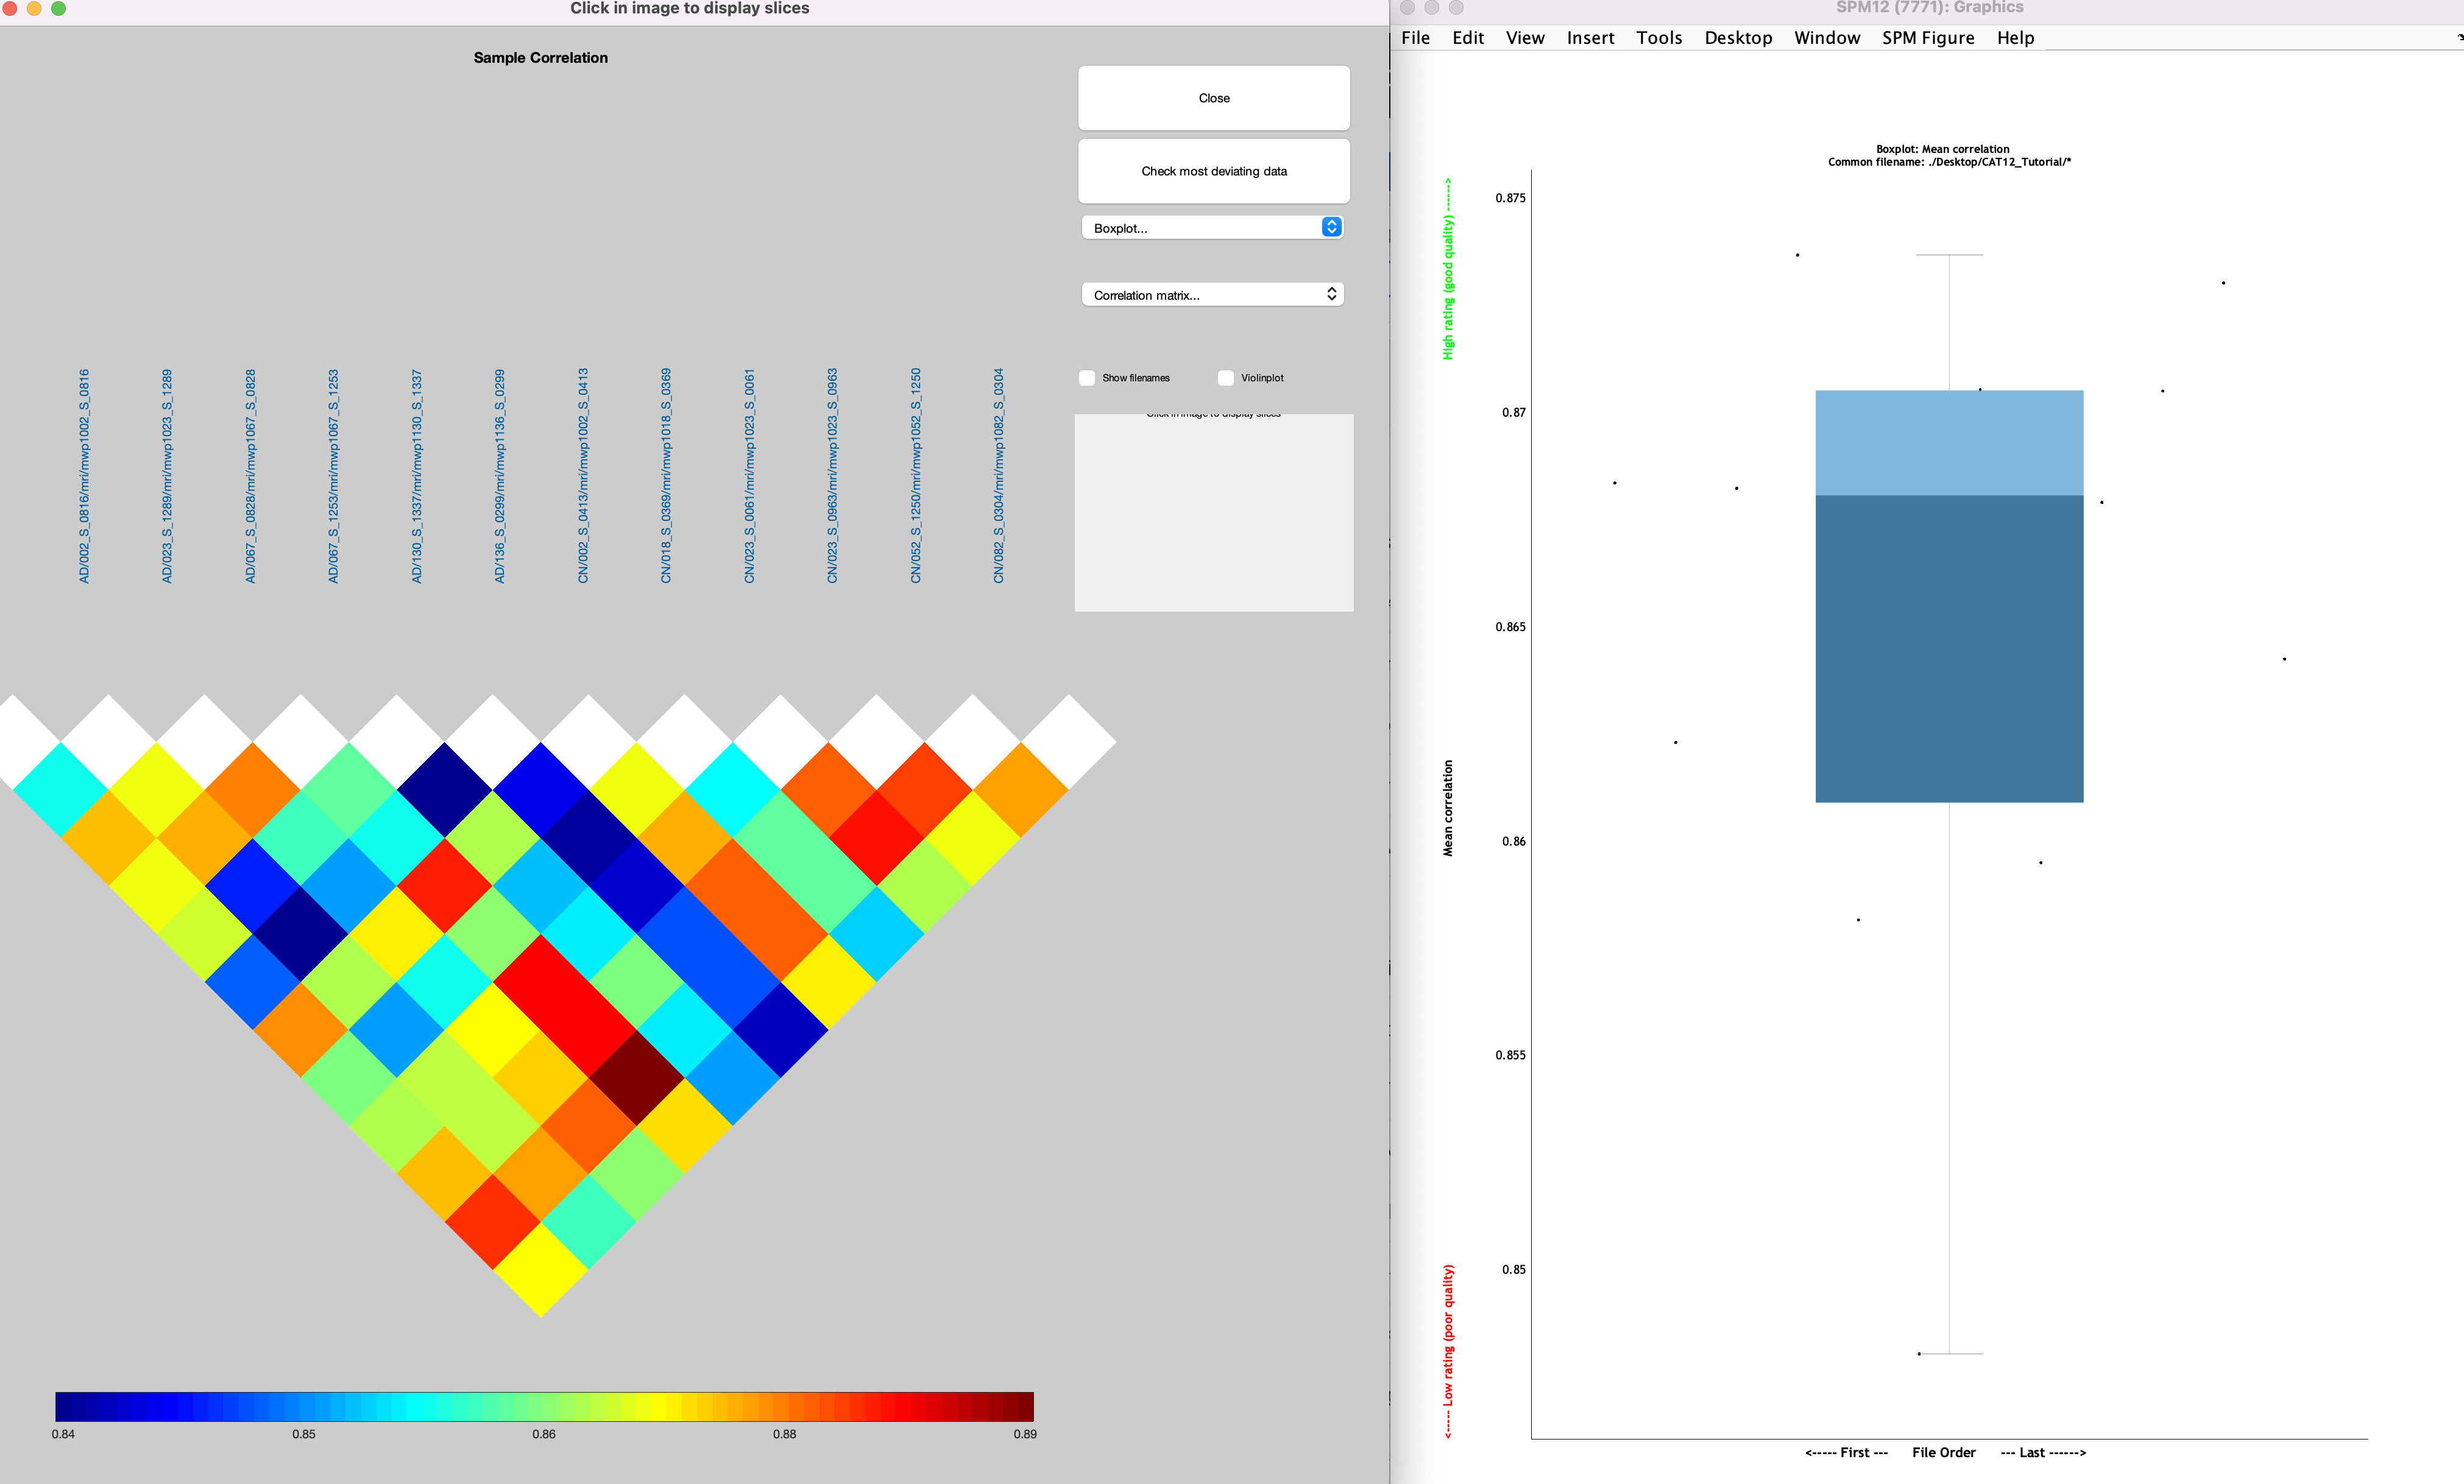 Click in image to display slices
Sample Correlation
Close
Check most deviating data
Boxplot...
Correlation matrix...
Show filenames
Violinplot
Click in image to display slices
AD/002_S_0816/mri/mwp1002_S_0816
AD/023_S_1289/mri/mwp1023_S_1289
AD/067_S_0828/mri/mwp1067_S_0828
AD/067_S_1253/mri/mwp1067_S_1253
AD/130_S_1337/mri/mwp1130_S_1337
AD/136_S_0299/mri/mwp1136_S_0299
CN/002_S_0413/mri/mwp1002_S_0413
CN/018_S_0369/mri/mwp1018_S_0369
CN/023_S_0061/mri/mwp1023_S_0061
CN/023_S_0963/mri/mwp1023_S_0963
CN/052_S_1250/mri/mwp1052_S_1250
CN/082_S_0304/mri/mwp1082_S_0304
0.84
0.85
0.86
0.88
0.89
SPM12 (7771): Graphics
File Edit View Insert Tools Desktop Window SPM Figure Help
Boxplot: Mean correlation
Common filename: ./Desktop/CAT12_Tutorial/*
High rating (good quality) ------>
Mean correlation
<----- Low rating (poor quality)
0.875
0.87
0.865
0.86
0.855
0.85
<----- First --- File Order --- Last ------>